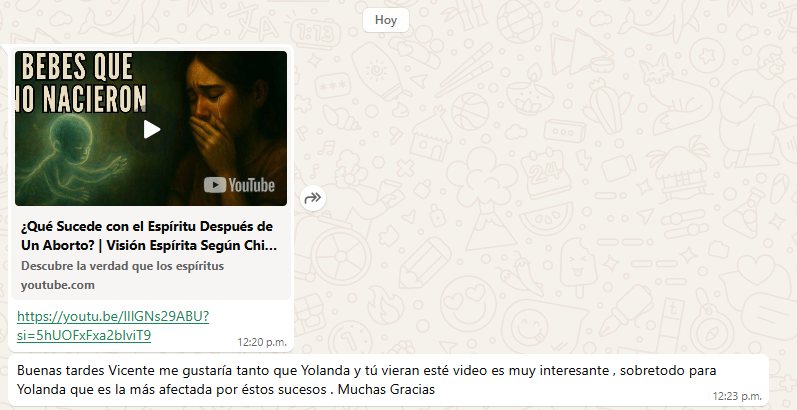 Hoy
BEBES QUE
NO NACIERON
YouTube
¿Qué Sucede con el Espíritu Después de
Un Aborto? | Visión Espírita Según Chi...
Descubre la verdad que los espíritus
youtube.com
https://youtu.be/IIlGNs29ABU?
si=5hUOFxFxa2bIviT9
12:20 p.m.
Buenas tardes Vicente me gustaría tanto que Yolanda y tú vieran esté video es muy interesante , sobretodo para
Yolanda que es la más afectada por éstos sucesos . Muchas Gracias
12:23 p.m.